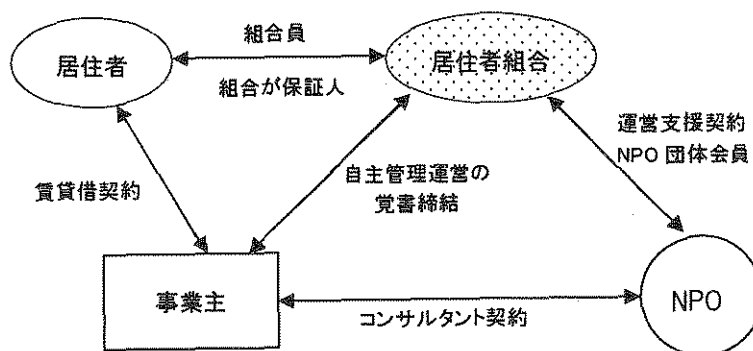 組合員
居住者
居住者組合
組合が保証人
運営支援契約
NPO 団体会員
賃貸借契約
自主管理運営の
覚書締結
事業主
NPO
コンサルタント契約